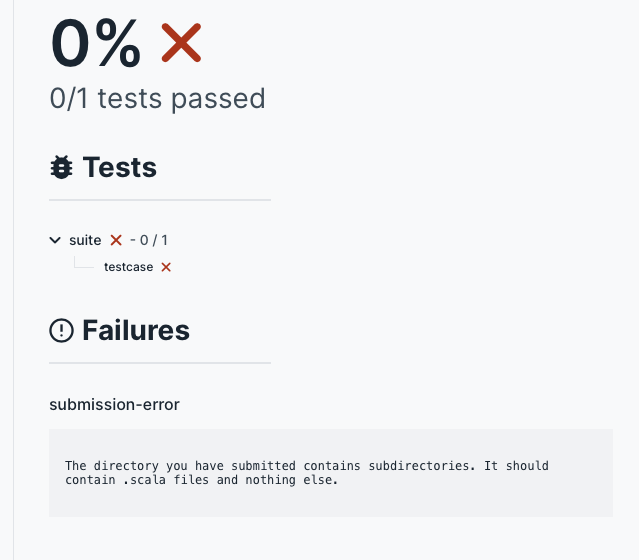 0%
0/1 tests passed
Tests
suite - 0 / 1
testcase
Failures
submission-error
The directory you have submitted contains subdirectories. It should
contain .scala files and nothing else.